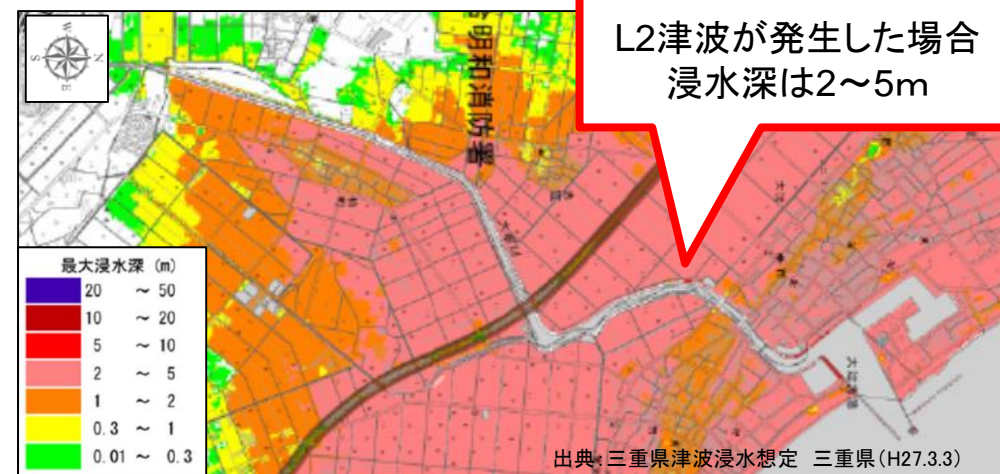 L2津波が発生した場合
浸水深は2～5m
W
S
N
E
明和消防署
最大浸水深 (m)
20 ～ 50
10 ～ 20
5 ～ 10
2 ～ 5
1 ～ 2
0.3 ～ 1
0.01 ～ 0.3
出典:三重県津波浸水想定 三重県(H27.3.3)